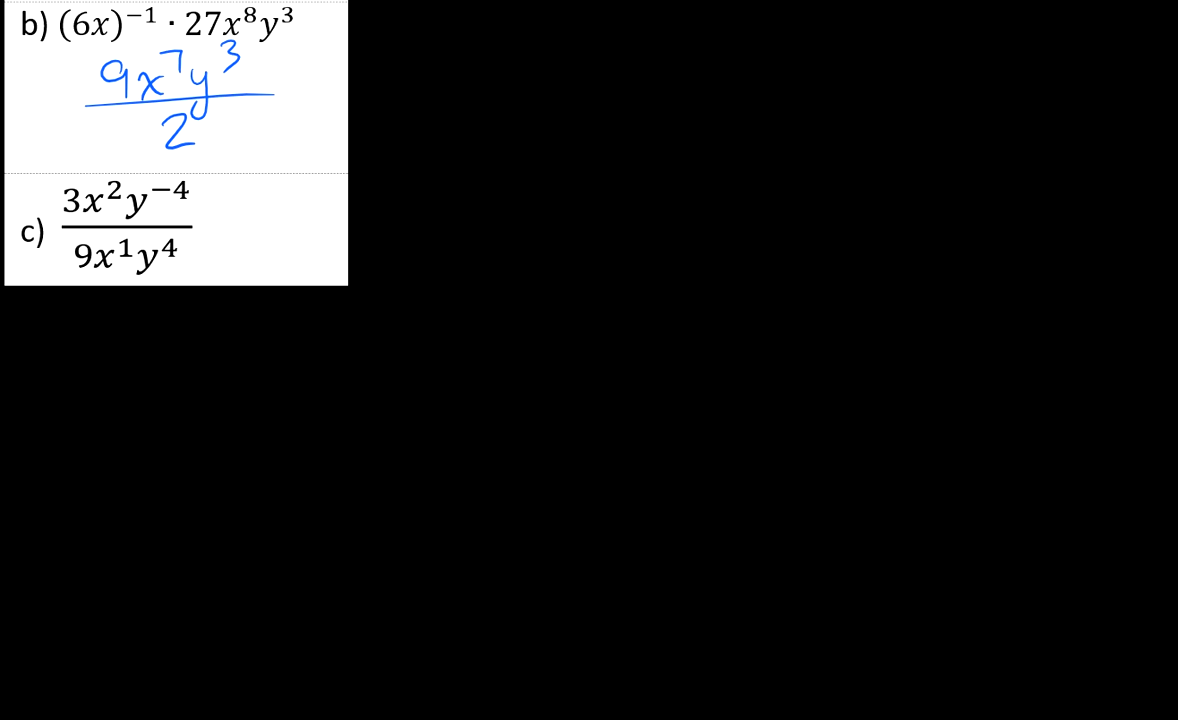 b) (6x)⁻¹ · 27x⁸y³
9x⁷y³
2
c) 3x²y⁻⁴
9x¹y⁴